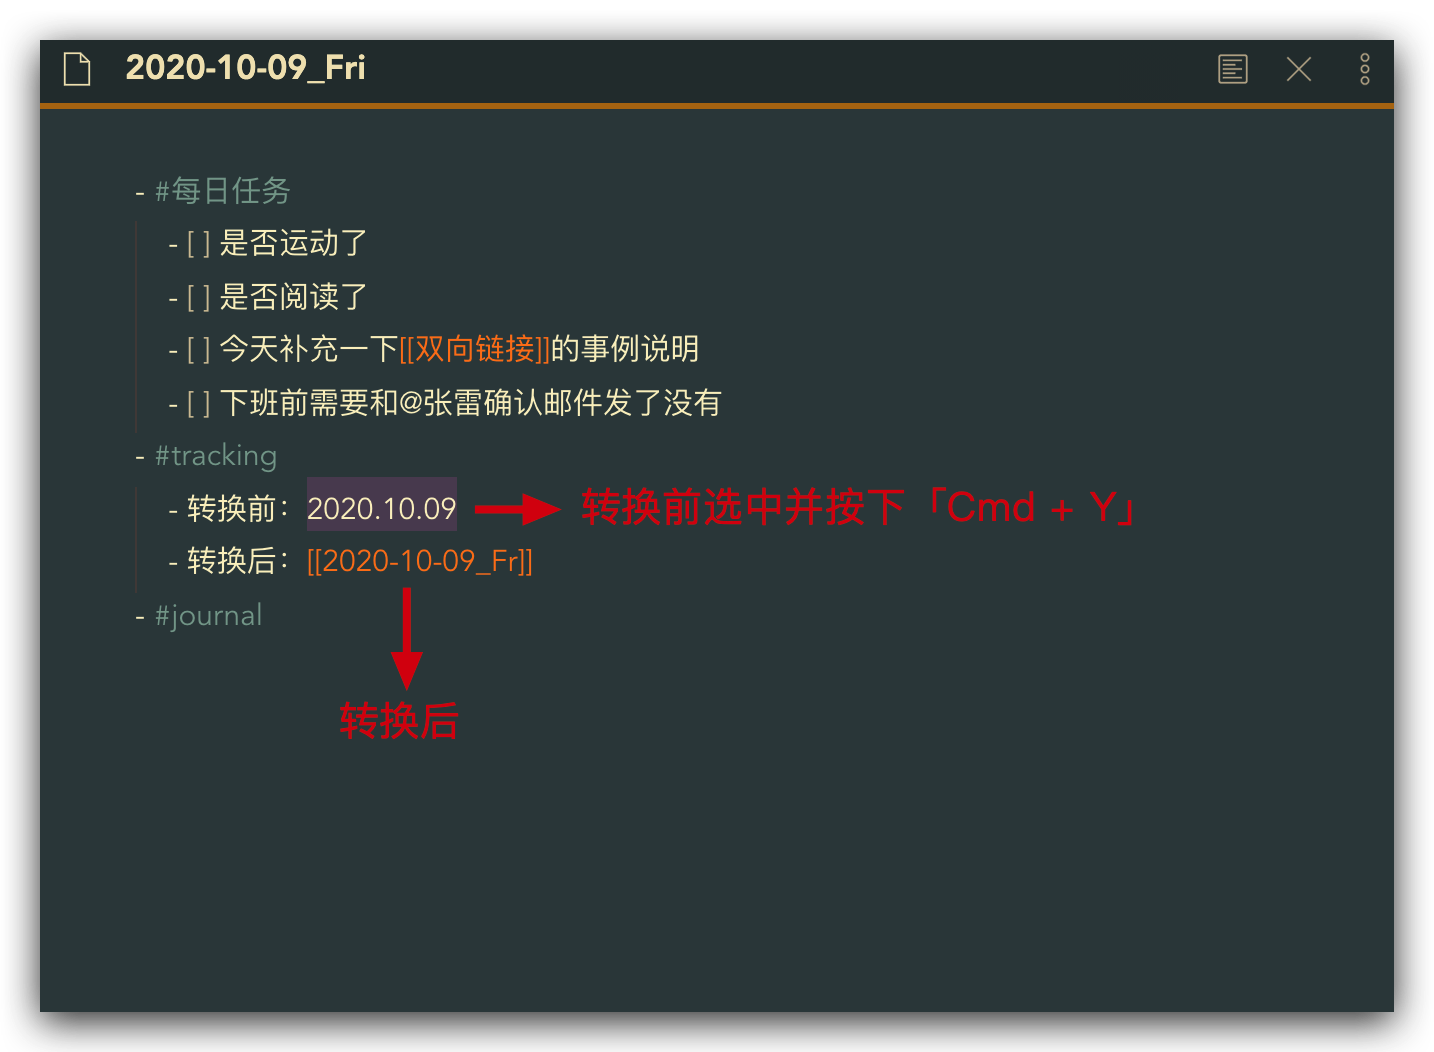 2020-10-09_Fri
- #每日任务
- [ ] 是否运动了
- [ ] 是否阅读了
- [ ] 今天补充一下[[双向链接]]的事例说明
- [ ] 下班前需要和@张雷确认邮件发了没有
- #tracking
- 转换前：2020.10.09 转换前选中并按下「Cmd + Y」
- 转换后：[[2020-10-09_Fr]]
- #journal
转换后